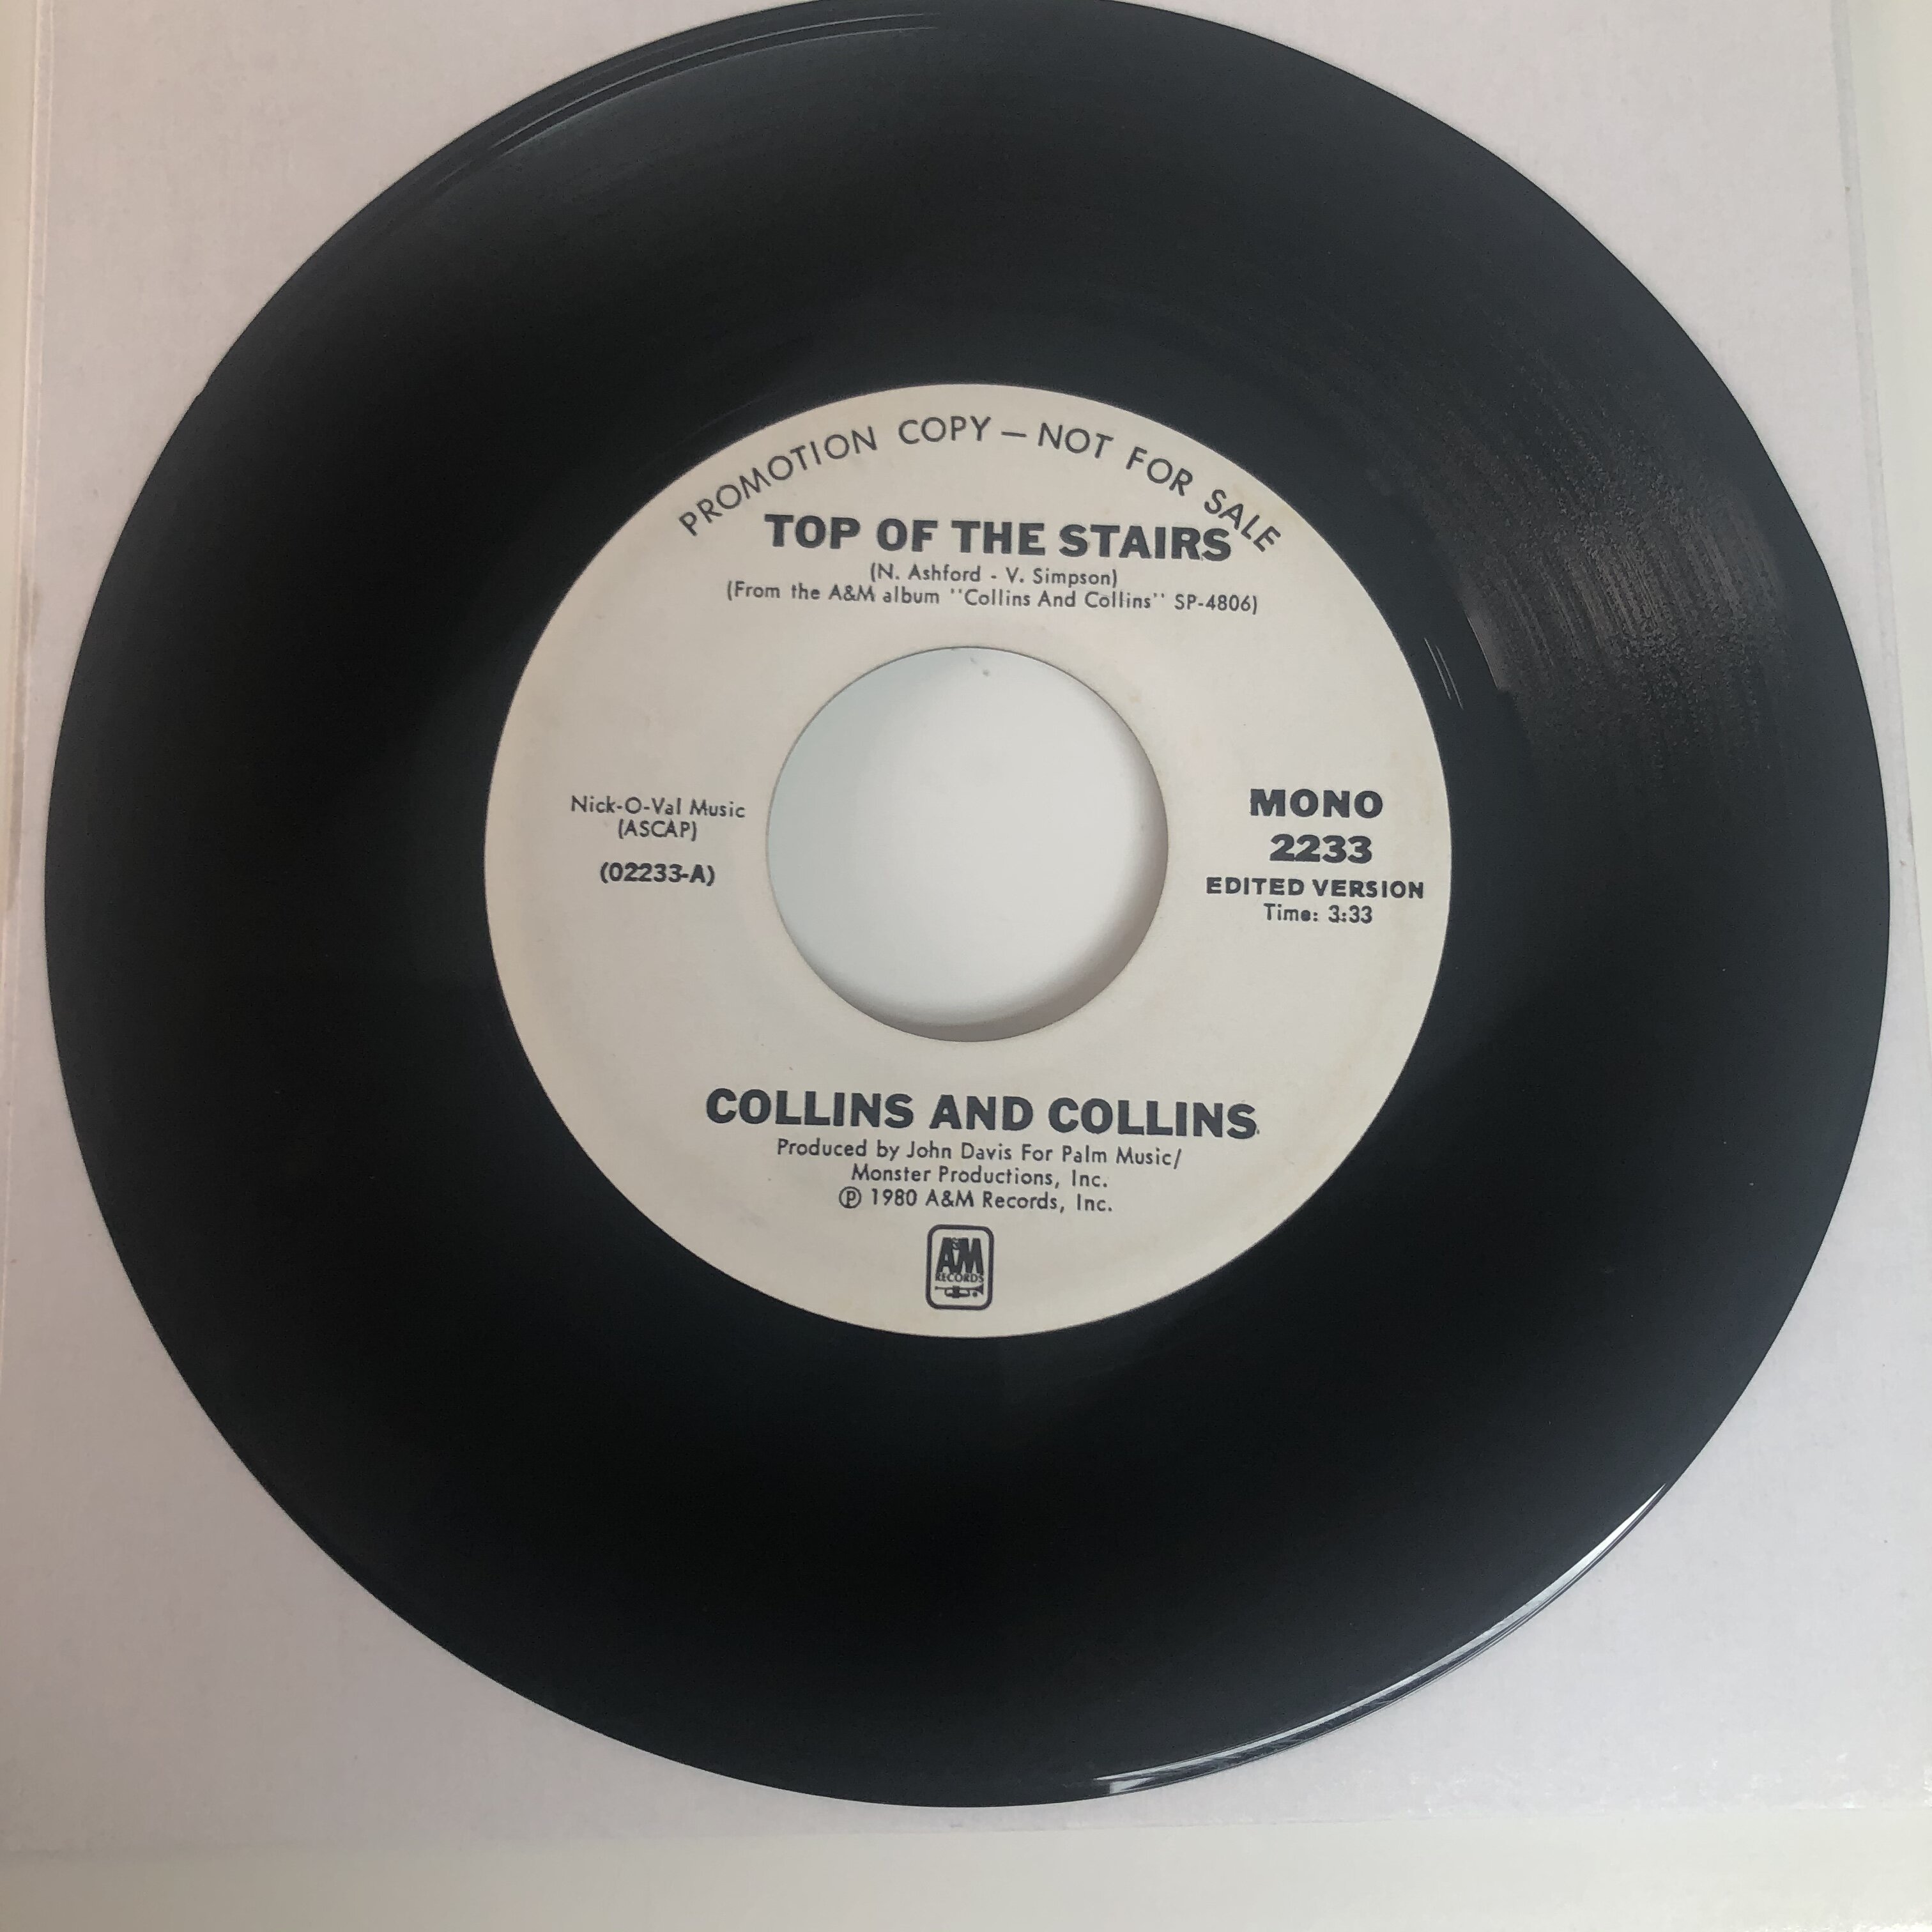 PROMOTION COPY — NOT FOR SALE
TOP OF THE STAIRS
(N. Ashford - V. Simpson)
(From the A&M album "Collins And Collins" SP-4806)
Nick-O-Val Music
(ASCAP)
(02233-A)
MONO
2233
EDITED VERSION
Time: 3:33
COLLINS AND COLLINS
Produced by John Davis For Palm Music/
Monster Productions, Inc.
℗ 1980 A&M Records, Inc.
A&M
RECORDS